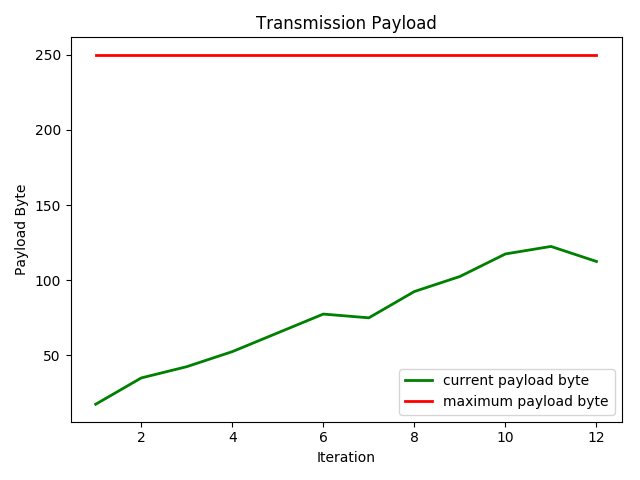 Transmission Payload
250
200
150
100
50
Payload Byte
current payload byte
maximum payload byte
2 4 6 8 10 12
Iteration